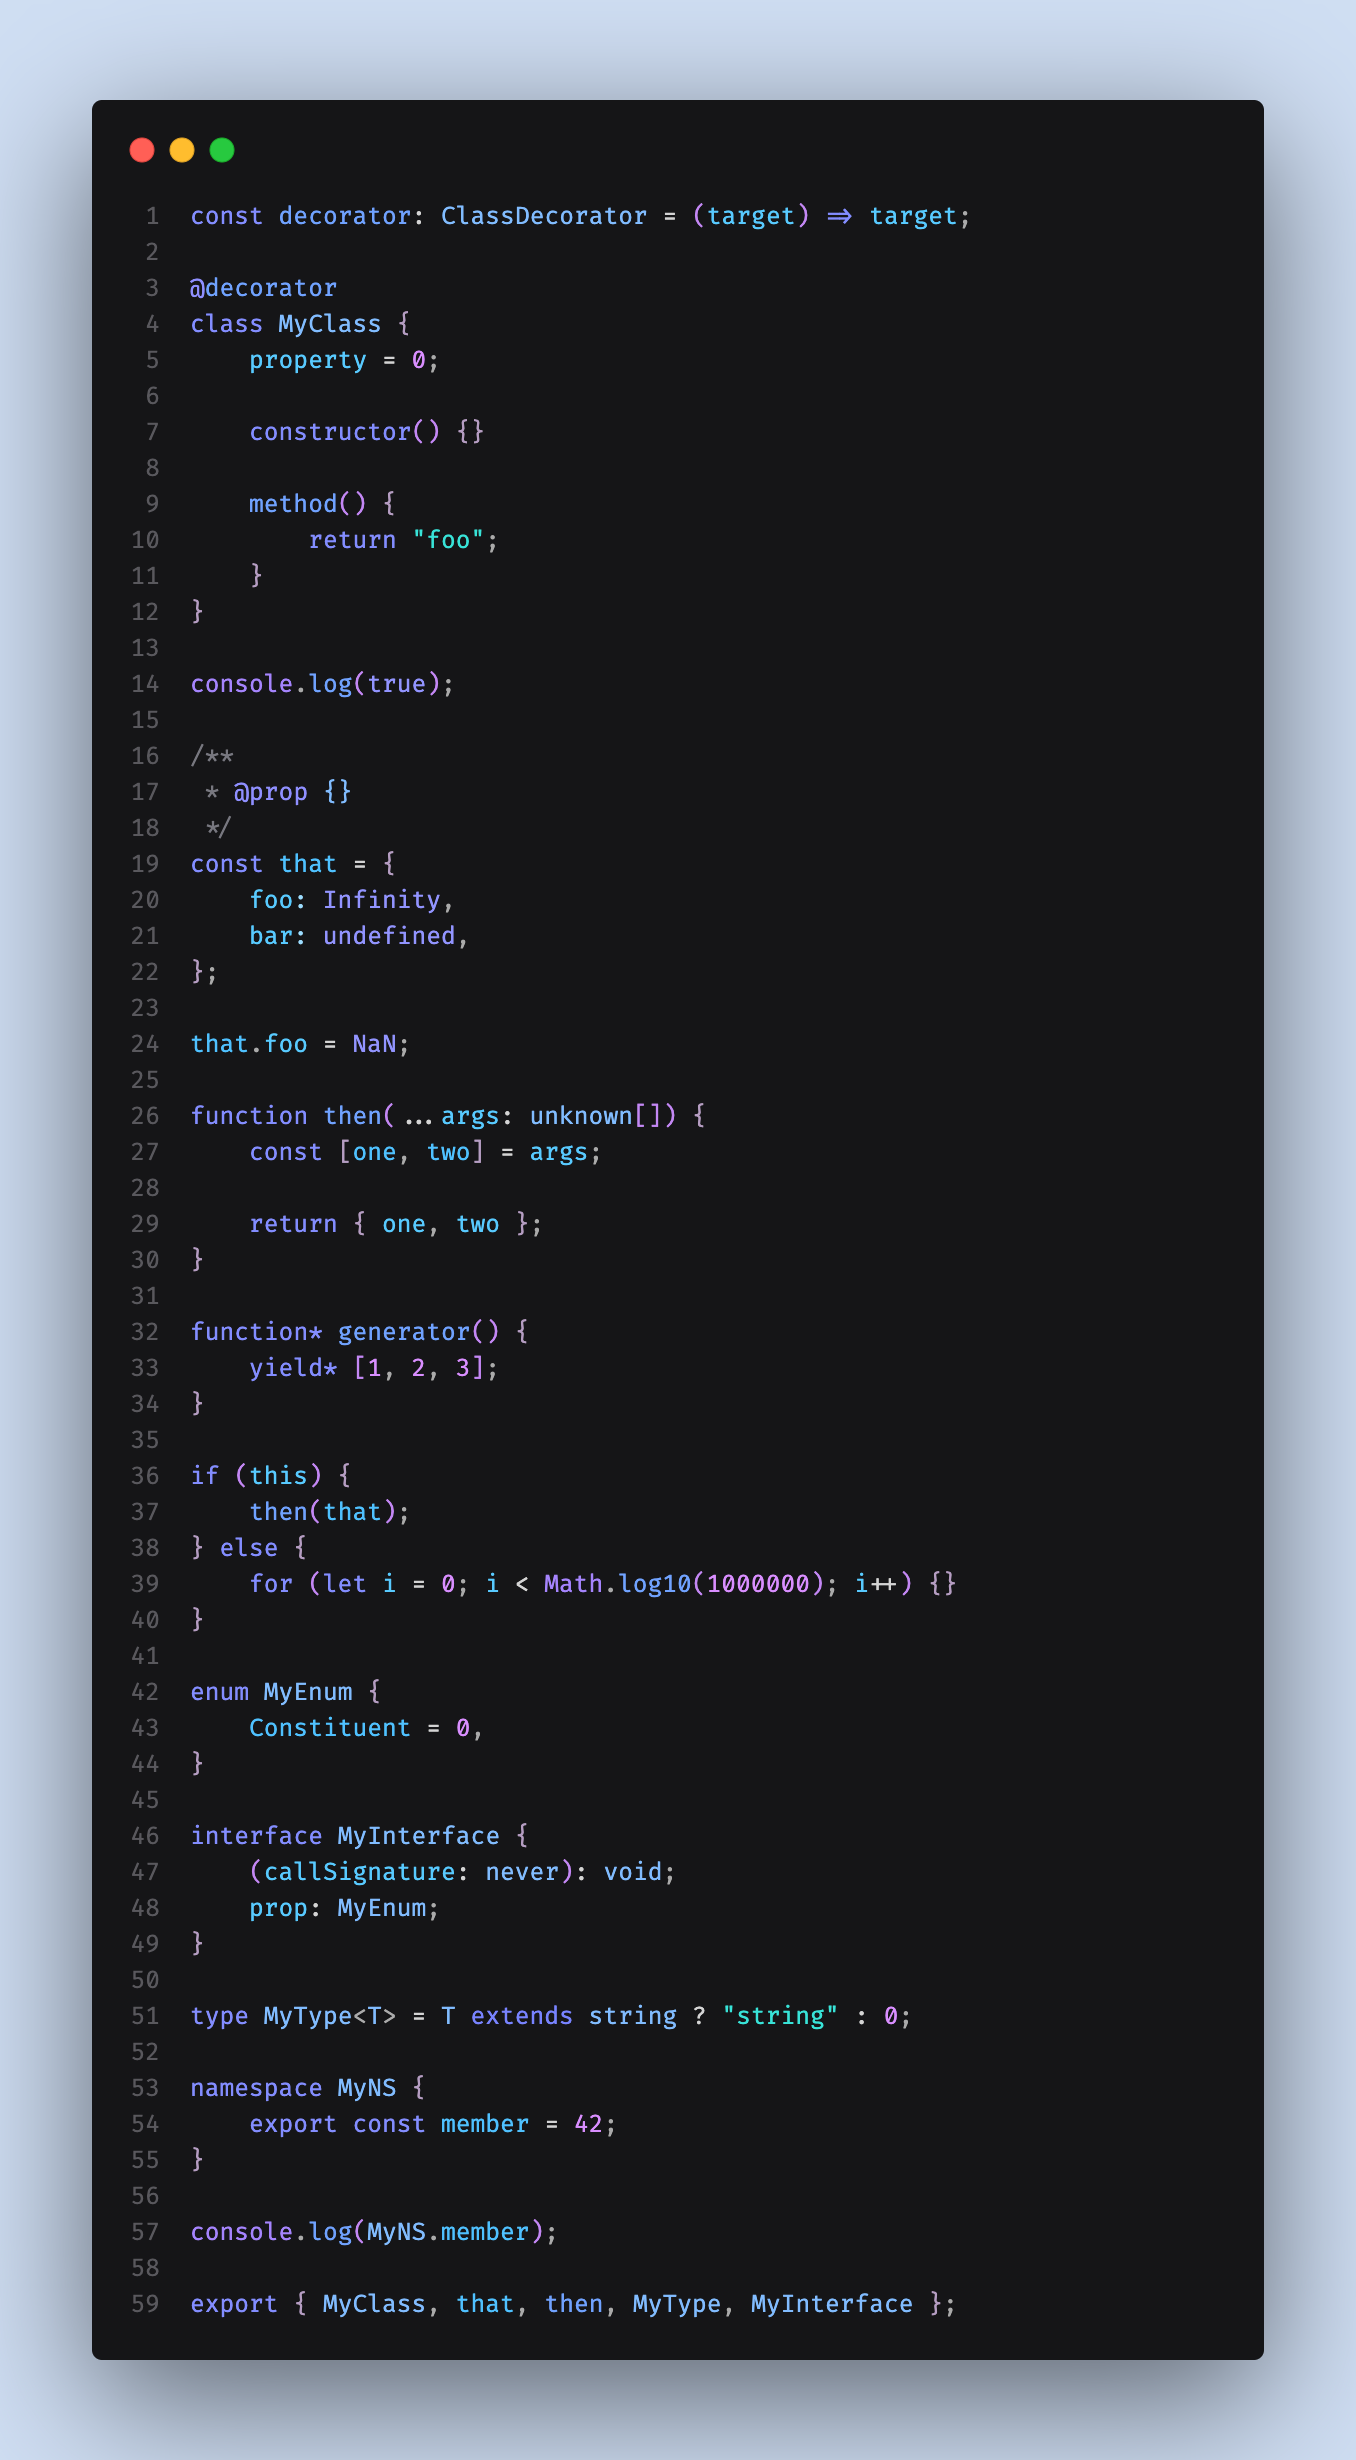 1 const decorator: ClassDecorator = (target) => target;
2
3 @decorator
4 class MyClass {
5     property = 0;
6
7     constructor() {}
8
9     method() {
10         return "foo";
11     }
12 }
13
14 console.log(true);
15
16 /**
17  * @prop {}
18  */
19 const that = {
20     foo: Infinity,
21     bar: undefined,
22 };
23
24 that.foo = NaN;
25
26 function then(...args: unknown[]) {
27     const [one, two] = args;
28
29     return { one, two };
30 }
31
32 function* generator() {
33     yield* [1, 2, 3];
34 }
35
36 if (this) {
37     then(that);
38 } else {
39     for (let i = 0; i < Math.log10(1000000); i++) {}
40 }
41
42 enum MyEnum {
43     Constituent = 0,
44 }
45
46 interface MyInterface {
47     (callSignature: never): void;
48     prop: MyEnum;
49 }
50
51 type MyType<T> = T extends string ? "string" : 0;
52
53 namespace MyNS {
54     export const member = 42;
55 }
56
57 console.log(MyNS.member);
58
59 export { MyClass, that, then, MyType, MyInterface };